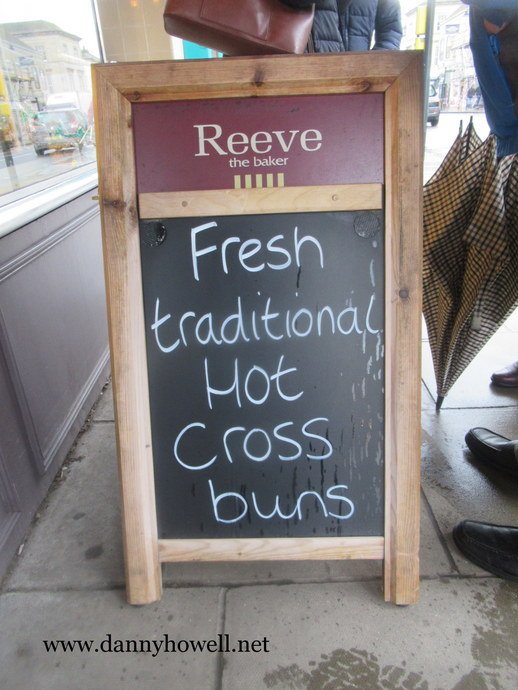 Reeve
the baker
Fresh
traditional
Hot
Cross
buns
www.dannyhowell.net